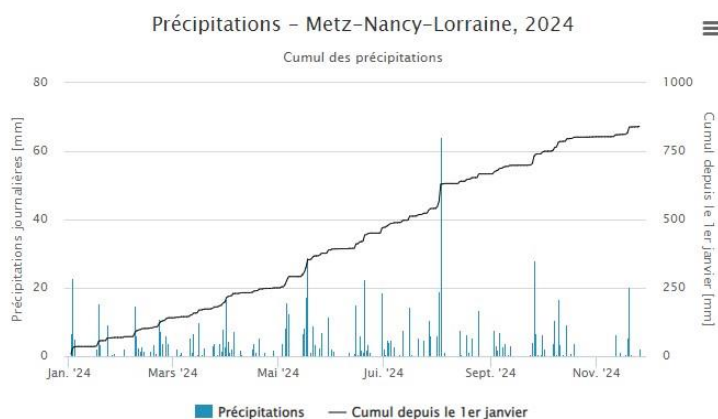 Précipitations – Metz-Nancy-Lorraine, 2024
Cumul des précipitations
Précipitations journalières [mm]
80
60
40
20
0
1000
750
500
250
0
Cumul depuis le 1er janvier [mm]
Jan. '24
Mars '24
Mai '24
Jul. '24
Sept. '24
Nov. '24
Précipitations
Cumul depuis le 1er janvier